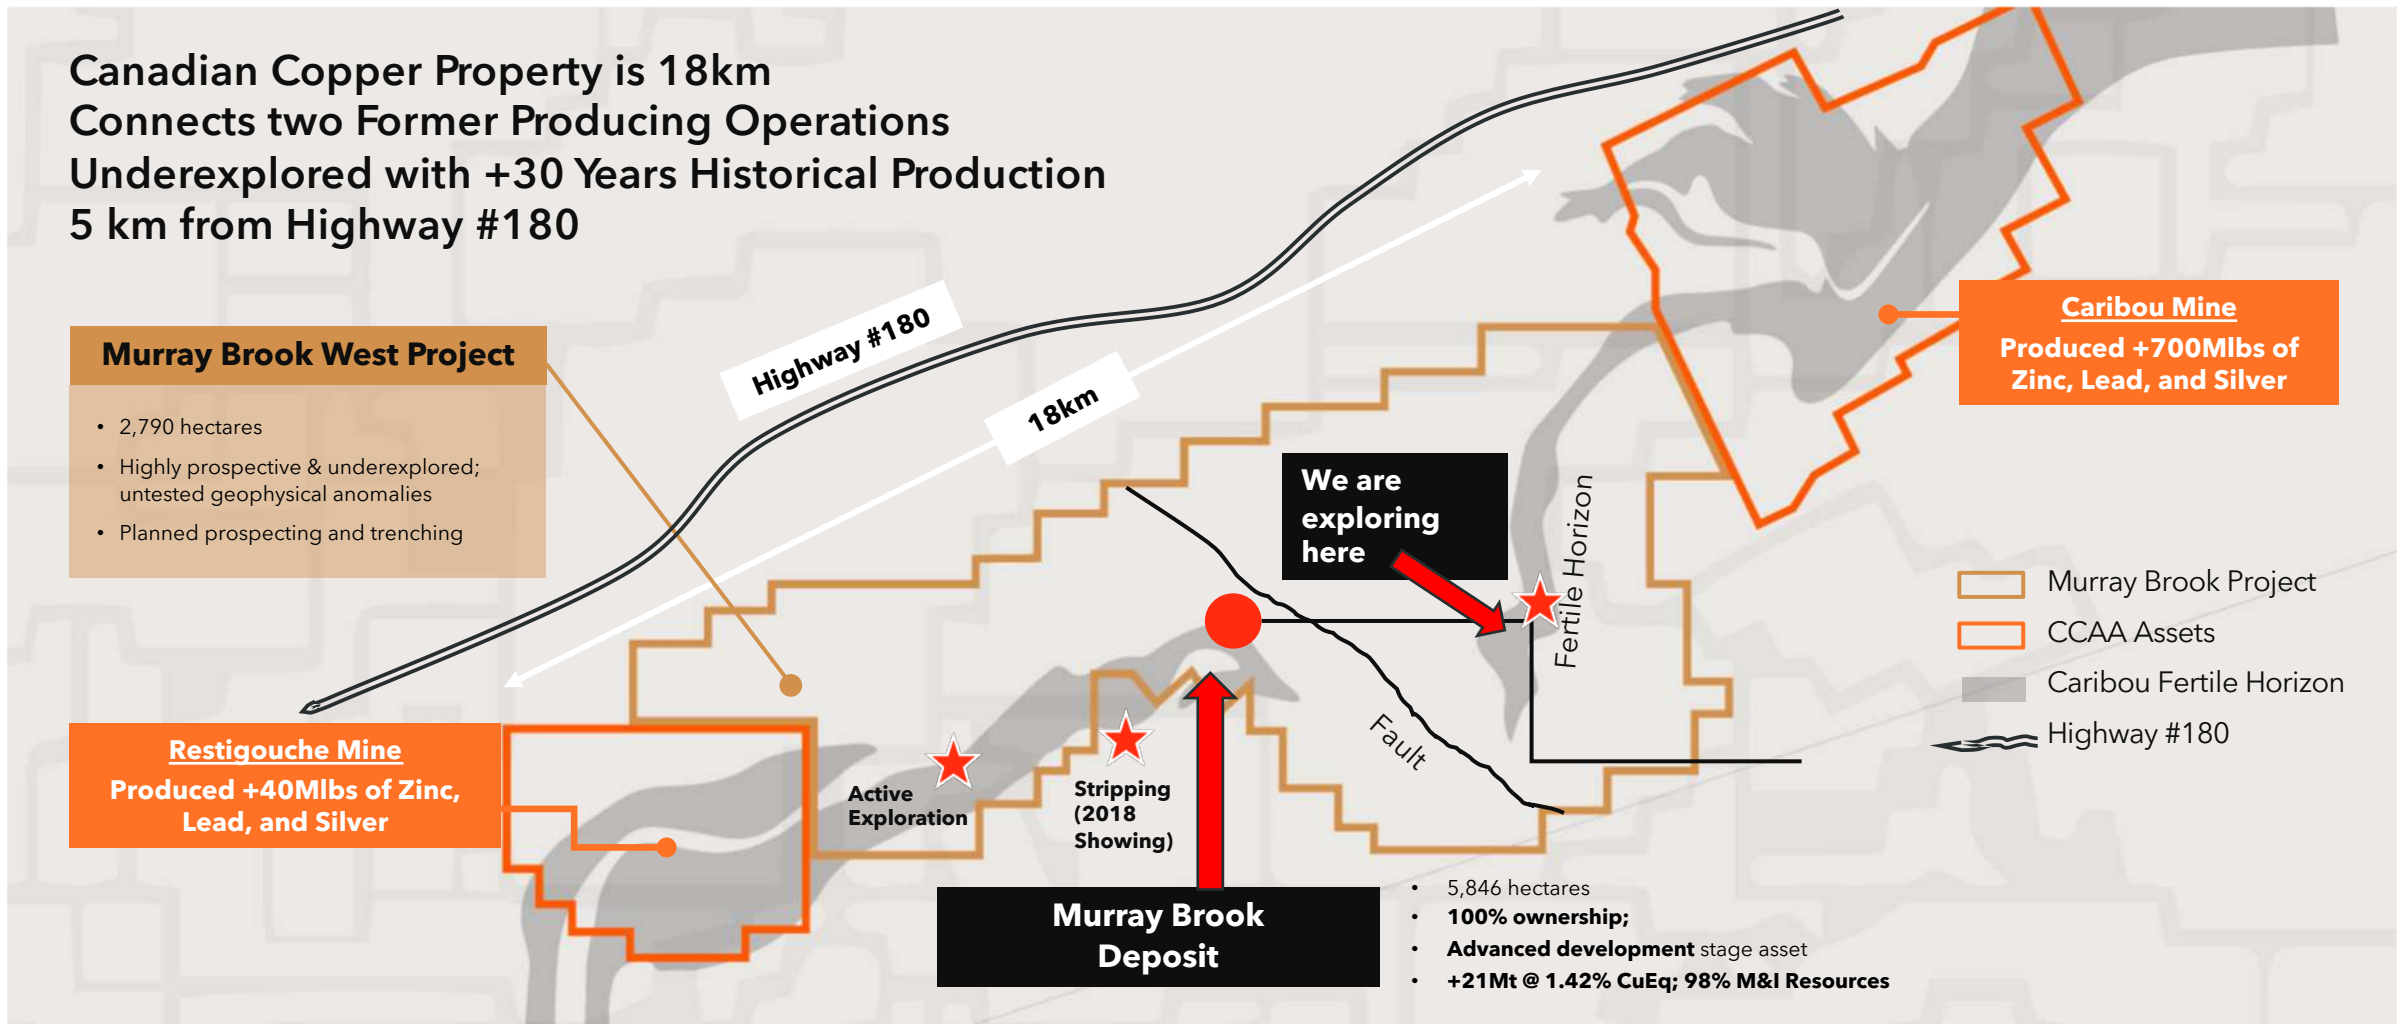 Canadian Copper Property is 18km
Connects two Former Producing Operations
Underexplored with +30 Years Historical Production
5 km from Highway #180
Murray Brook West Project
• 2,790 hectares
• Highly prospective & underexplored;
untested geophysical anomalies
• Planned prospecting and trenching
Highway #180
18km
Caribou Mine
Produced +700Mlbs of
Zinc, Lead, and Silver
We are
exploring
here
Fertile Horizon
Murray Brook Project
CCAA Assets
Caribou Fertile Horizon
Highway #180
Restigouche Mine
Produced +40Mlbs of Zinc,
Lead, and Silver
Active
Exploration
Stripping
(2018
Showing)
Fault
Murray Brook
Deposit
• 5,846 hectares
• 100% ownership;
• Advanced development stage asset
• +21Mt @ 1.42% CuEq; 98% M&I Resources